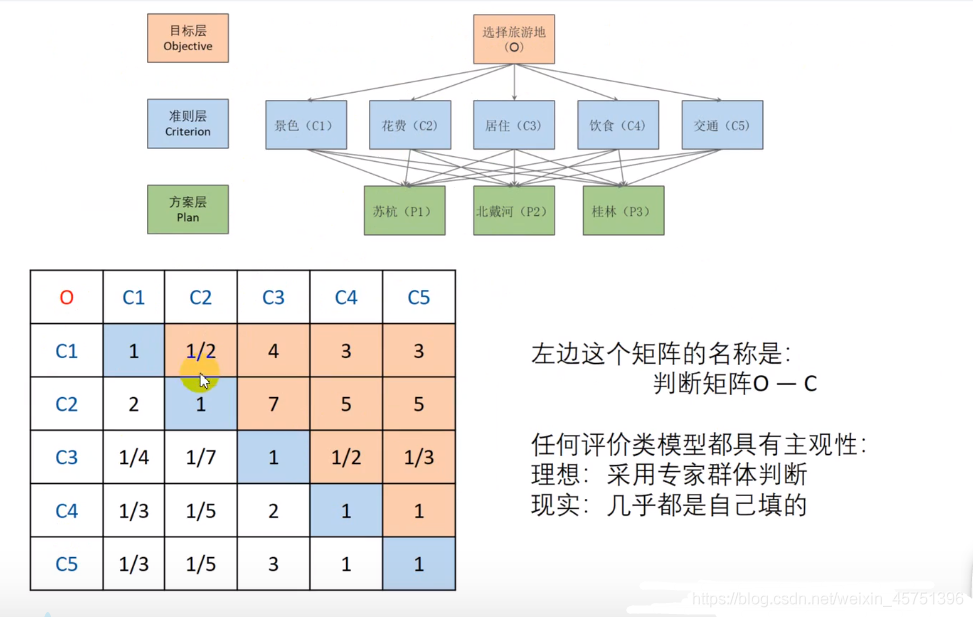 目标层
Objective
选择旅游地
（O）
准则层
Criterion
景色（C1）
花费（C2）
居住（C3）
饮食（C4）
交通（C5）
方案层
Plan
苏杭（P1）
北戴河（P2）
桂林（P3）
O C1 C2 C3 C4 C5
C1 1 1/2 4 3 3
C2 2 1 7 5 5
C3 1/4 1/7 1 1/2 1/3
C4 1/3 1/5 2 1 1
C5 1/3 1/5 3 1 1
左边这个矩阵的名称是：
判断矩阵O — C
任何评价类模型都具有主观性：
理想：采用专家群体判断
现实：几乎都是自己填的
https://blog.csdn.net/weixin_45751396